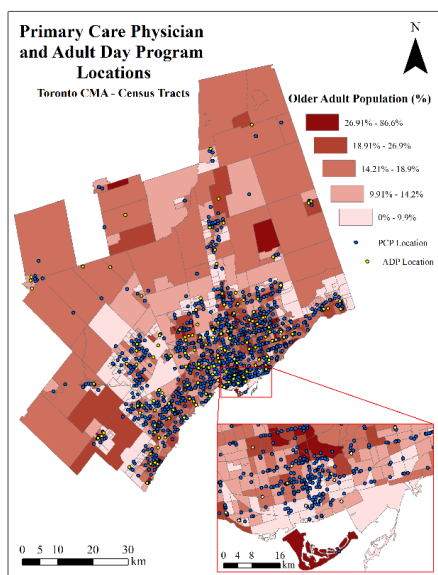 Primary Care Physician
and Adult Day Program
Locations
Toronto CMA - Census Tracts
N
Older Adult Population (%)
26.91% - 86.6%
18.91% - 26.9%
14.21% - 18.9%
9.91% - 14.2%
0% - 9.9%
PCP Location
ADP Location
0 5 10 20 30
km
0 4 8 16
km